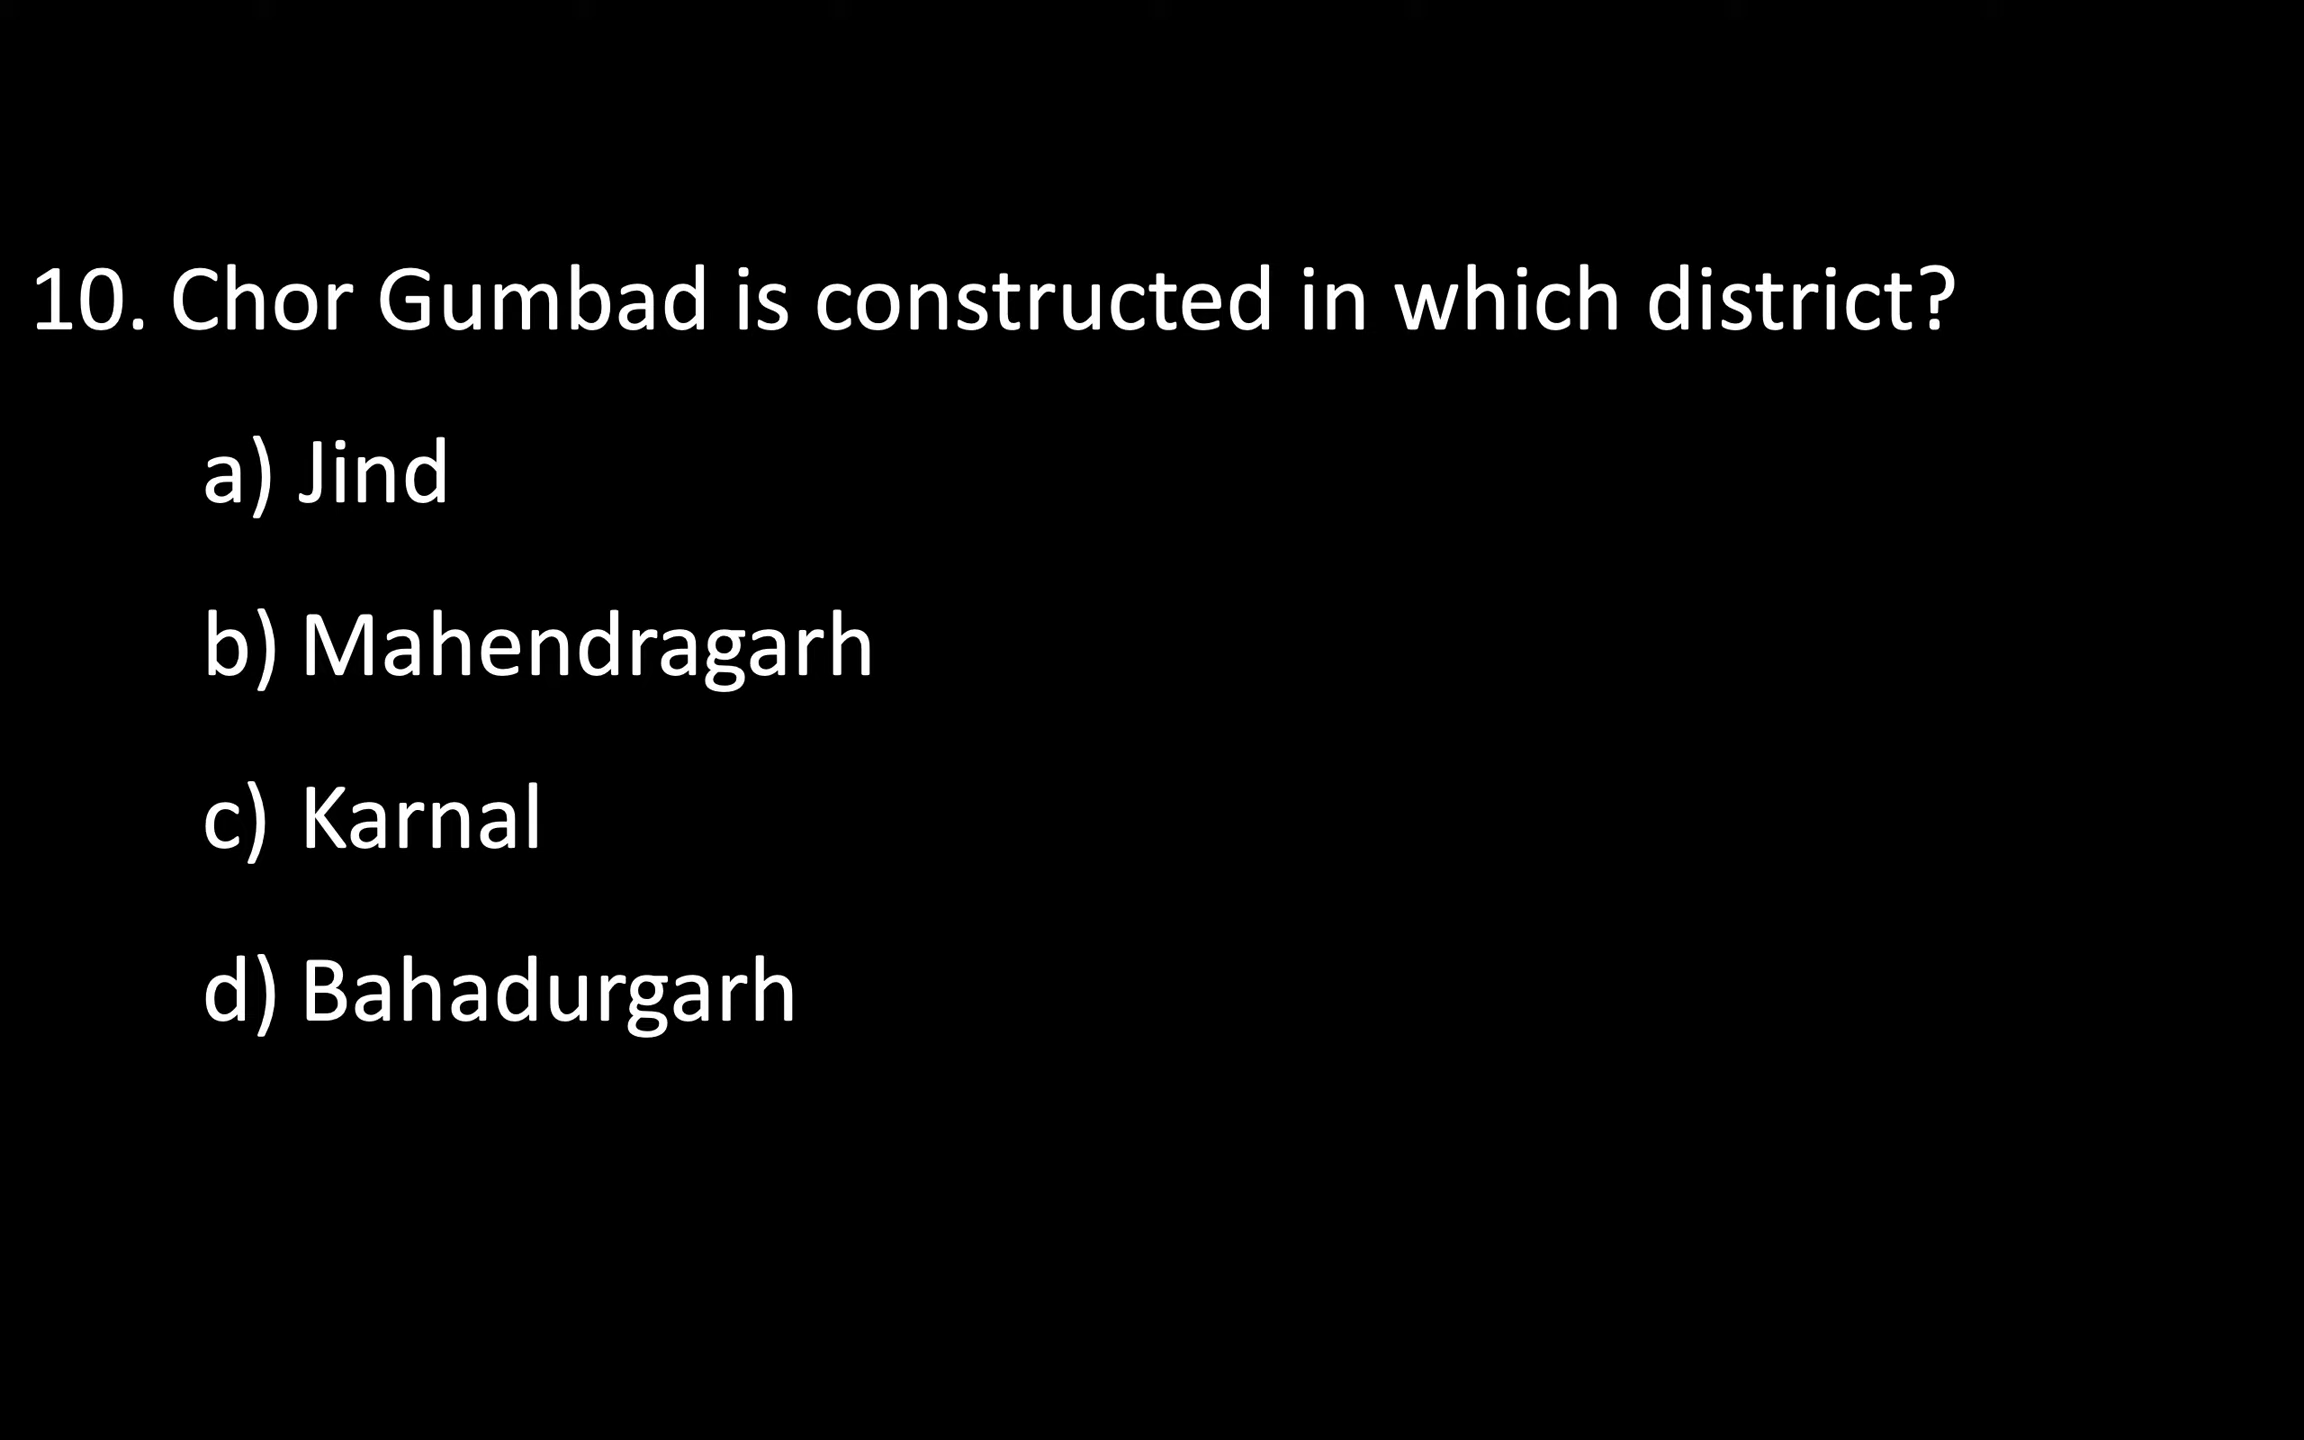 10. Chor Gumbad is constructed in which district?
a) Jind
b) Mahendragarh
c) Karnal
d) Bahadurgarh